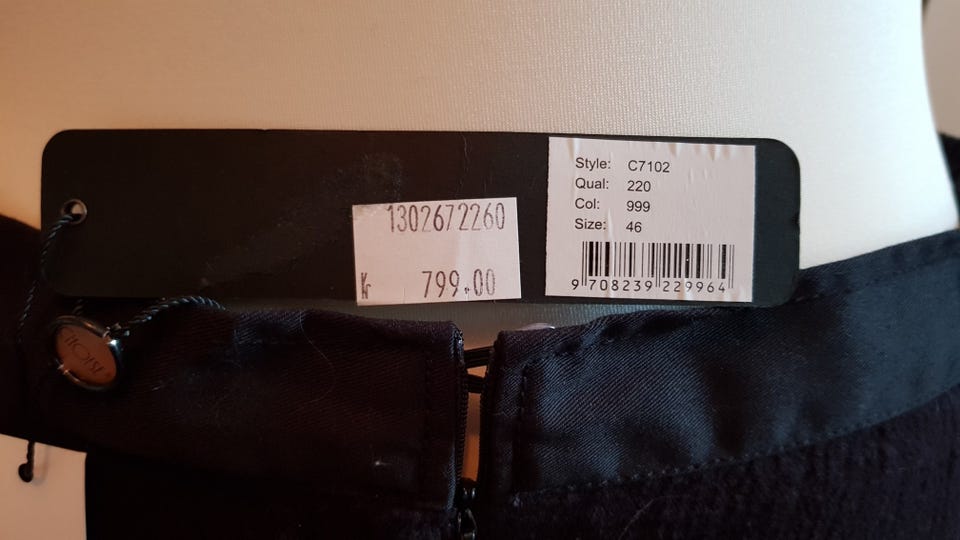 1302672260
Kr 799.00
Style: C7102
Qual: 220
Col: 999
Size: 46
9 708239 229964